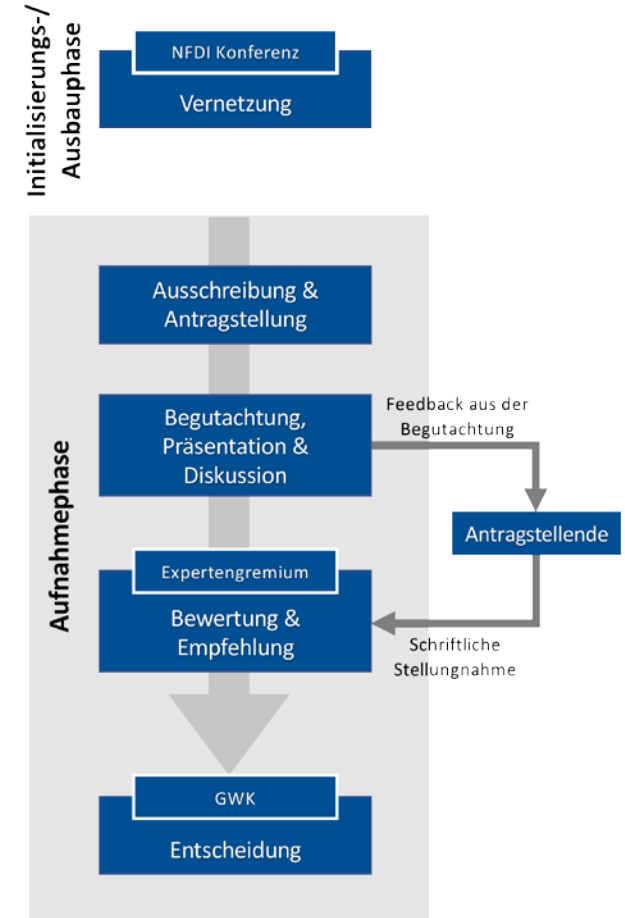 Initialisierungs-/
Ausbauphase
NFDI Konferenz
Vernetzung
Aufnahmephase
Ausschreibung &
Antragstellung
Begutachtung,
Präsentation &
Diskussion
Feedback aus der
Begutachtung
Antragstellende
Schriftliche
Stellungnahme
Expertengremium
Bewertung &
Empfehlung
GWK
Entscheidung